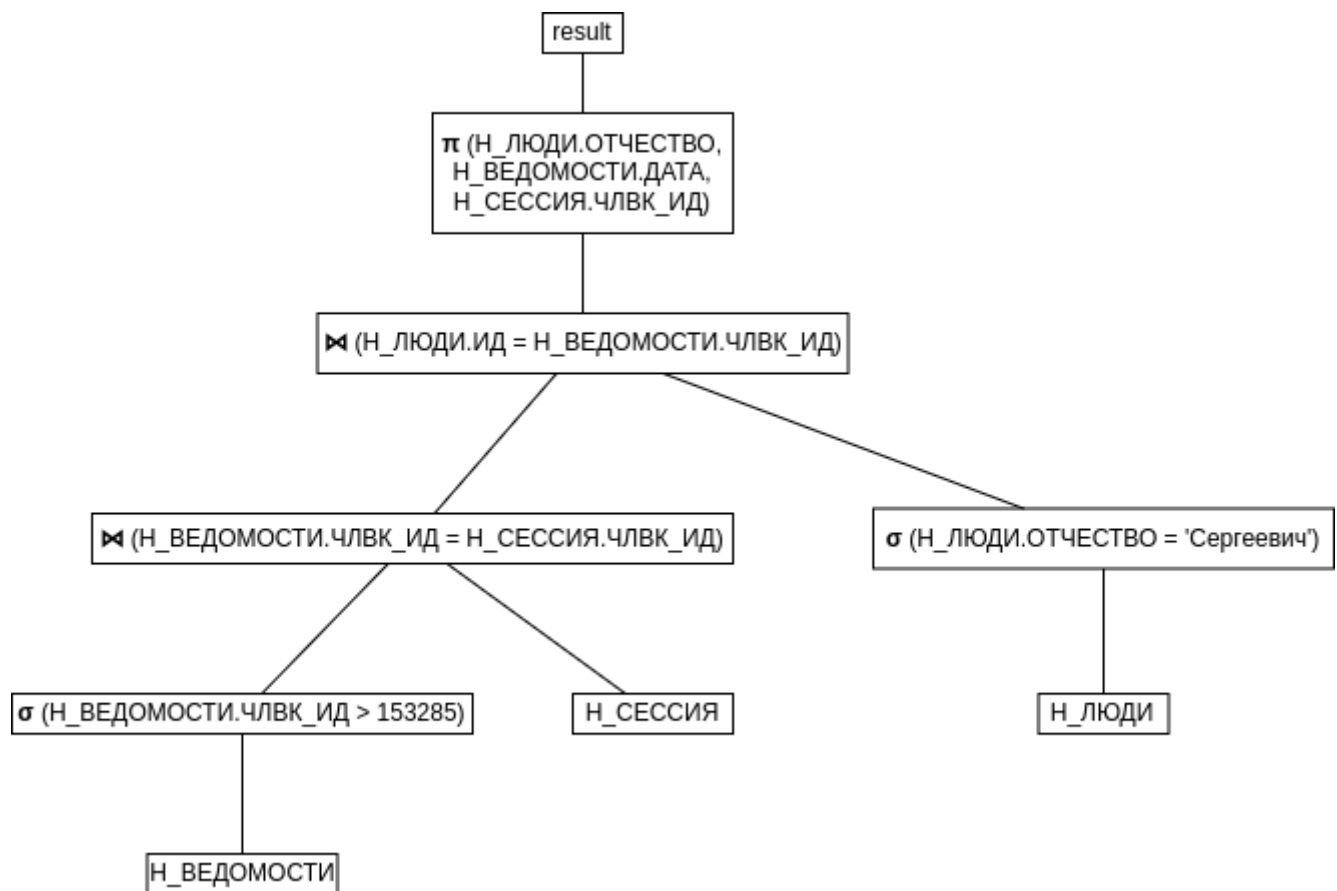 result
π (Н_ЛЮДИ.ОТЧЕСТВО,
Н_ВЕДОМОСТИ.ДАТА,
Н_СЕССИЯ.ЧЛВК_ИД)
⋈ (Н_ЛЮДИ.ИД = Н_ВЕДОМОСТИ.ЧЛВК_ИД)
⋈ (Н_ВЕДОМОСТИ.ЧЛВК_ИД = Н_СЕССИЯ.ЧЛВК_ИД)
σ (Н_ЛЮДИ.ОТЧЕСТВО = 'Сергеевич')
σ (Н_ВЕДОМОСТИ.ЧЛВК_ИД > 153285)
Н_СЕССИЯ
Н_ЛЮДИ
Н_ВЕДОМОСТИ